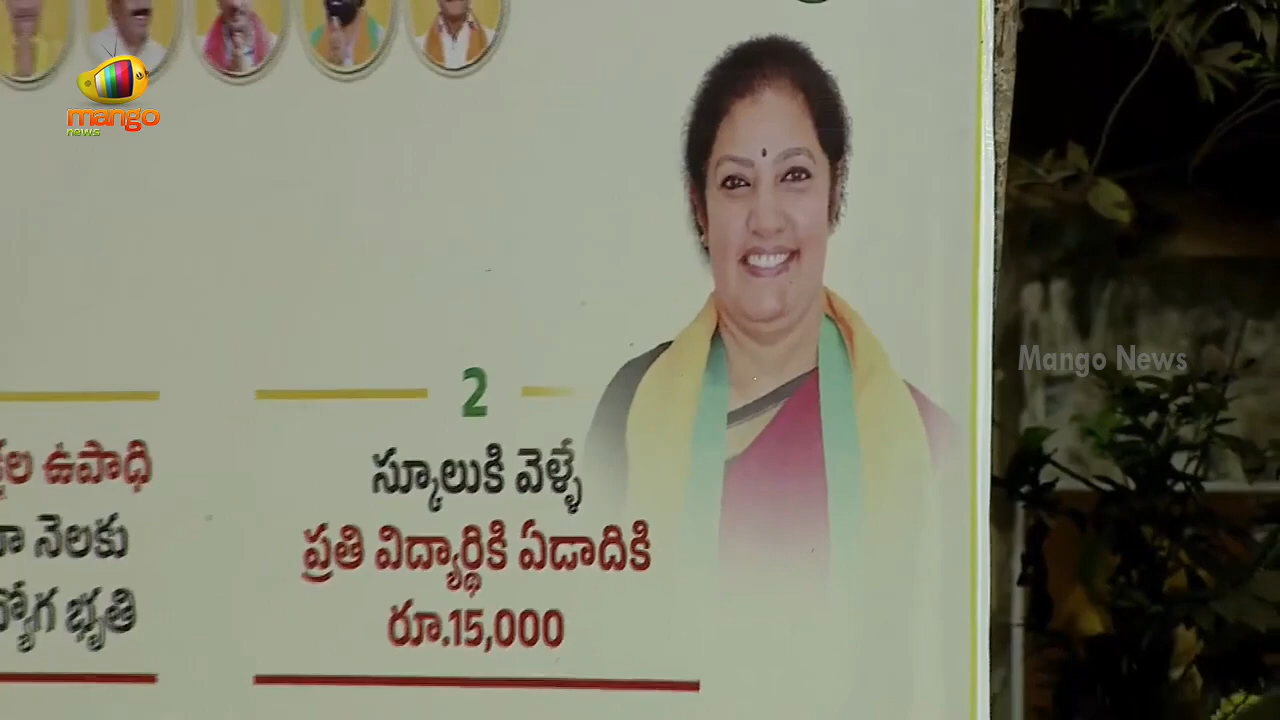 mango
news
Mango News
ఉపాధి
నెలకు
భృతి
2
స్కూలుకి వెళ్ళే
ప్రతి విద్యార్థికి ఏడాదికి
రూ.15,000